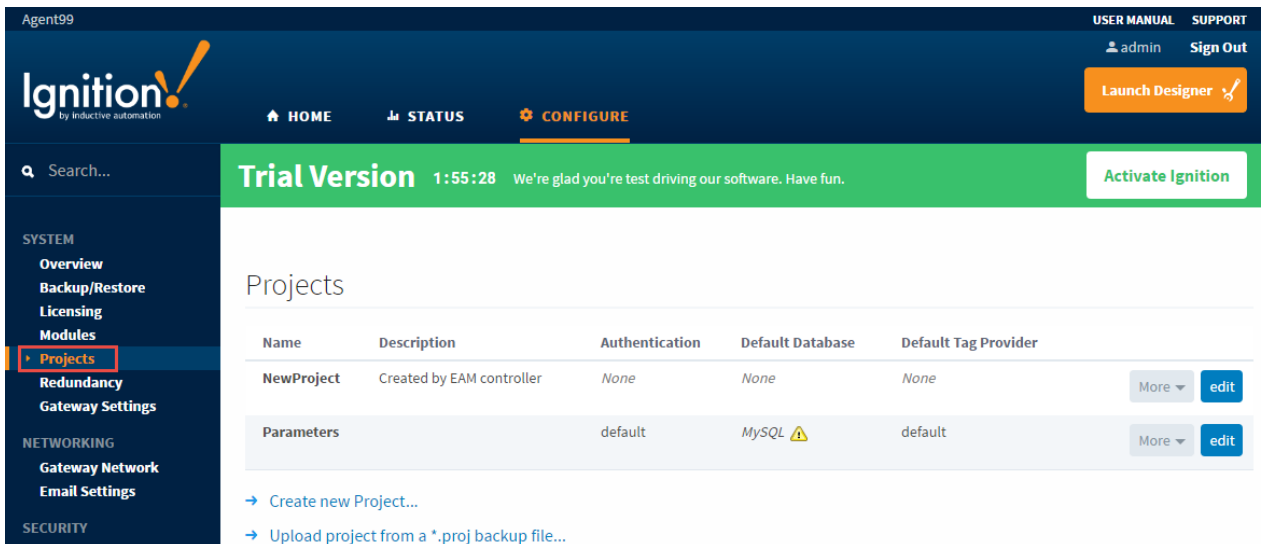 Agent99
USER MANUAL SUPPORT
admin Sign Out
Ignition!
by inductive automation
Launch Designer
HOME STATUS CONFIGURE
Search...
Trial Version 1:55:28 We're glad you're test driving our software. Have fun.
Activate Ignition
SYSTEM
Overview
Backup/Restore
Licensing
Modules
Projects
Redundancy
Gateway Settings
NETWORKING
Gateway Network
Email Settings
SECURITY
Projects
Name Description Authentication Default Database Default Tag Provider
NewProject Created by EAM controller None None None More edit
Parameters default MySQL default More edit
Create new Project...
Upload project from a *.proj backup file...